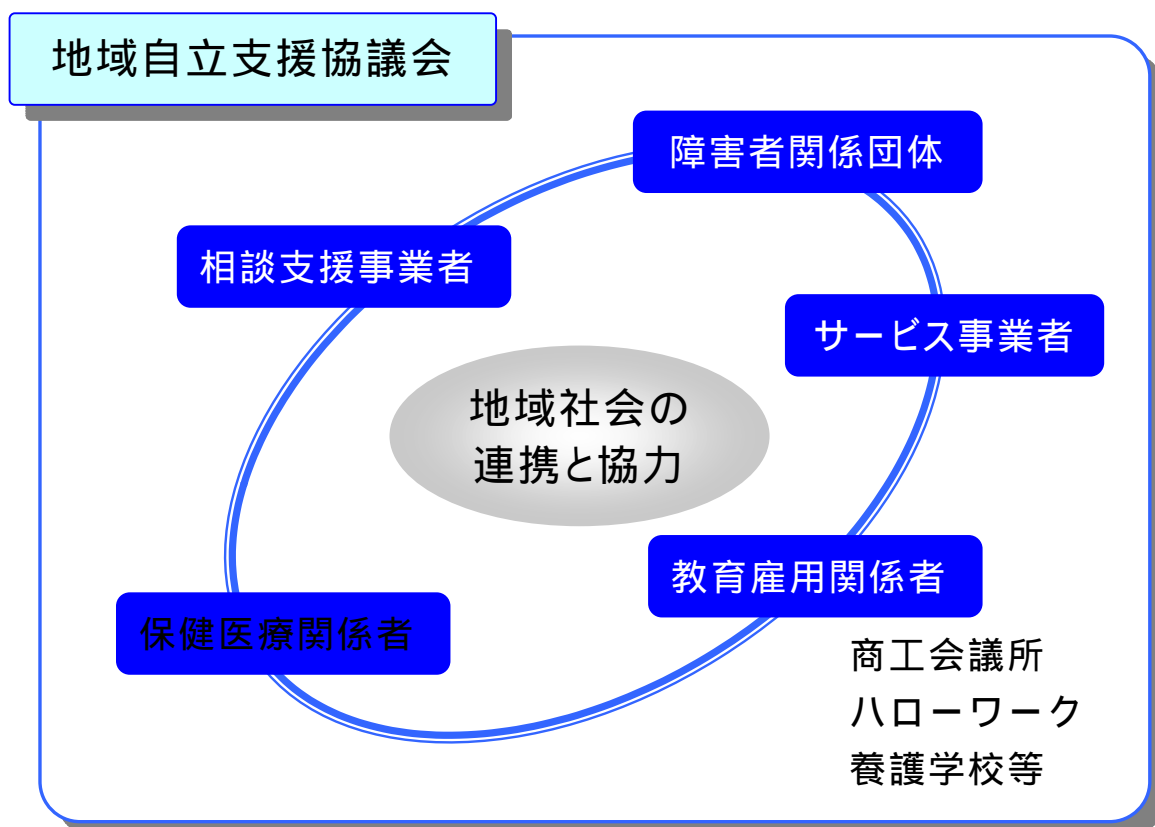 地域自立支援協議会
障害者関係団体
相談支援事業者
サービス事業者
地域社会の
連携と協力
教育雇用関係者
保健医療関係者
商工会議所
ハローワーク
養護学校等